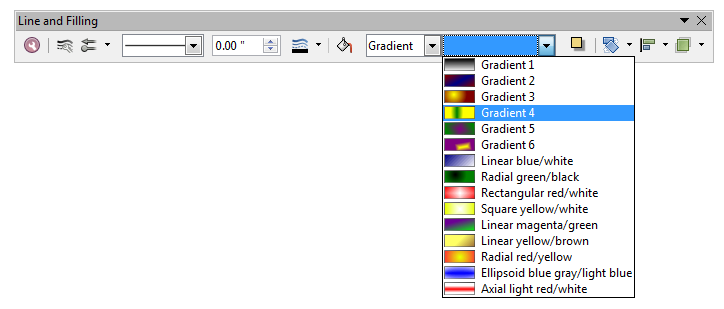 Line and Filling
0.00 " Gradient
Gradient 1
Gradient 2
Gradient 3
Gradient 4
Gradient 5
Gradient 6
Linear blue/white
Radial green/black
Rectangular red/white
Square yellow/white
Linear magenta/green
Linear yellow/brown
Radial red/yellow
Ellipsoid blue gray/light blue
Axial light red/white